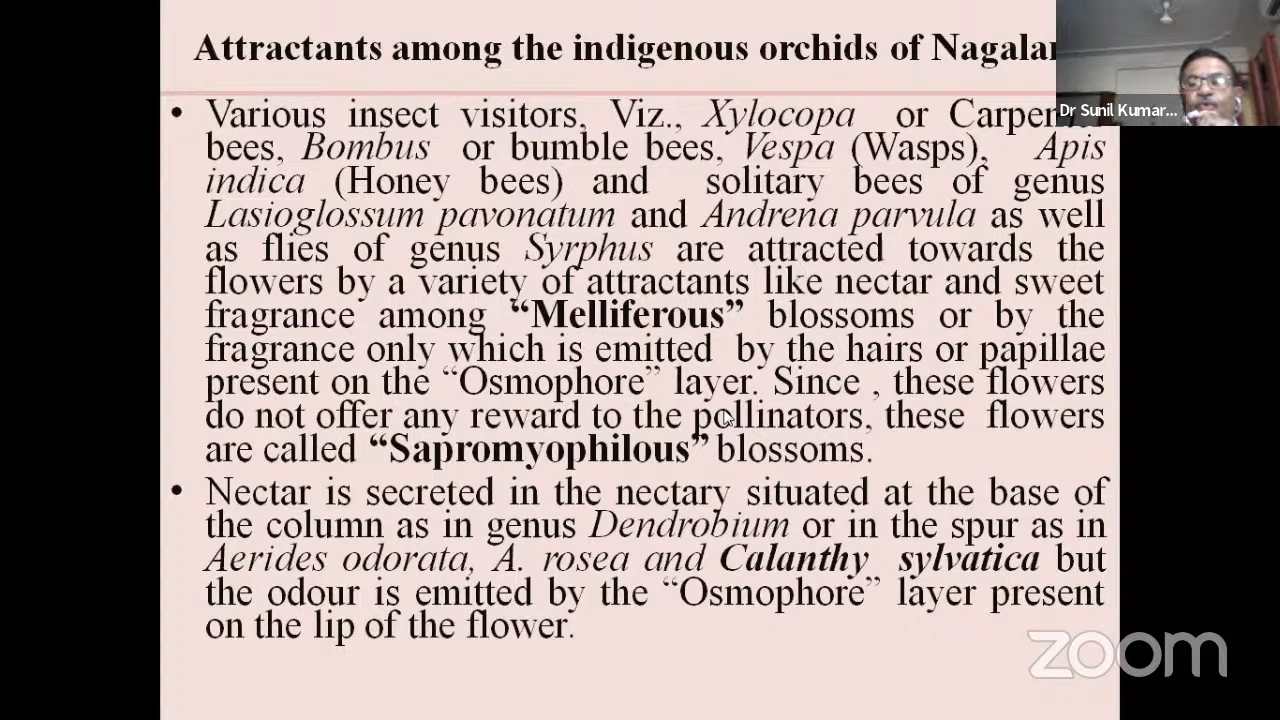 Attractants among the indigenous orchids of
Dr Sunil Kumar...
• Various insect visitors, Viz., Xylocopa or
bees, Bombus or bumble bees, Vespa (Wasps), Apis
indica (Honey bees) and solitary bees of genus
Lasioglossum pavonatum and Andrena parvula as well
as flies of genus Syrphus are attracted towards the
flowers by a variety of attractants like nectar and sweet
fragrance among “Melliferous” blossoms or by the
fragrance only which is emitted by the hairs or papillae
present on the “Osmophore” layer. Since , these flowers
do not offer any reward to the pollinators, these flowers
are called “Sapromyophilous” blossoms.
• Nectar is secreted in the nectary situated at the base of
the column as in genus Dendrobium or in the spur as in
Aerides odorata, A. rosea and Calanthy sylvatica but
the odour is emitted by the “Osmophore” layer present
on the lip of the flower.
zoom